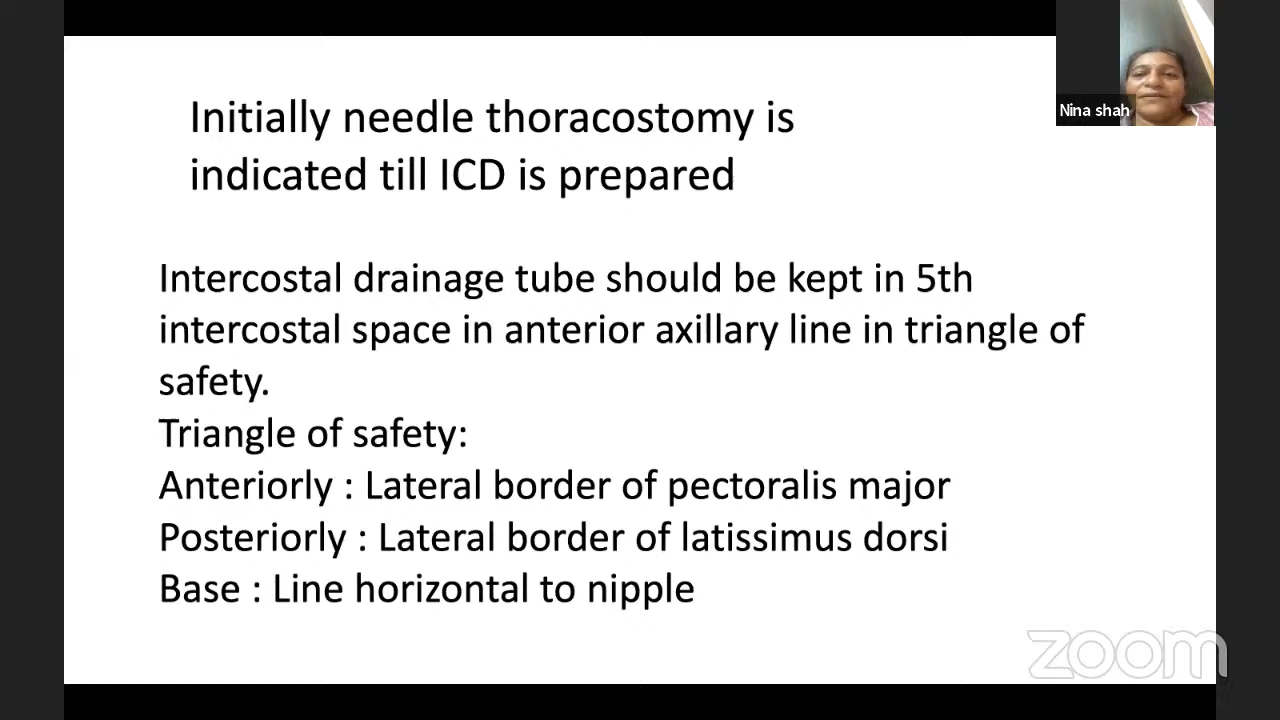 Nina shah
Initially needle thoracostomy is
indicated till ICD is prepared
Intercostal drainage tube should be kept in 5th
intercostal space in anterior axillary line in triangle of
safety.
Triangle of safety:
Anteriorly : Lateral border of pectoralis major
Posteriorly : Lateral border of latissimus dorsi
Base : Line horizontal to nipple
zoom